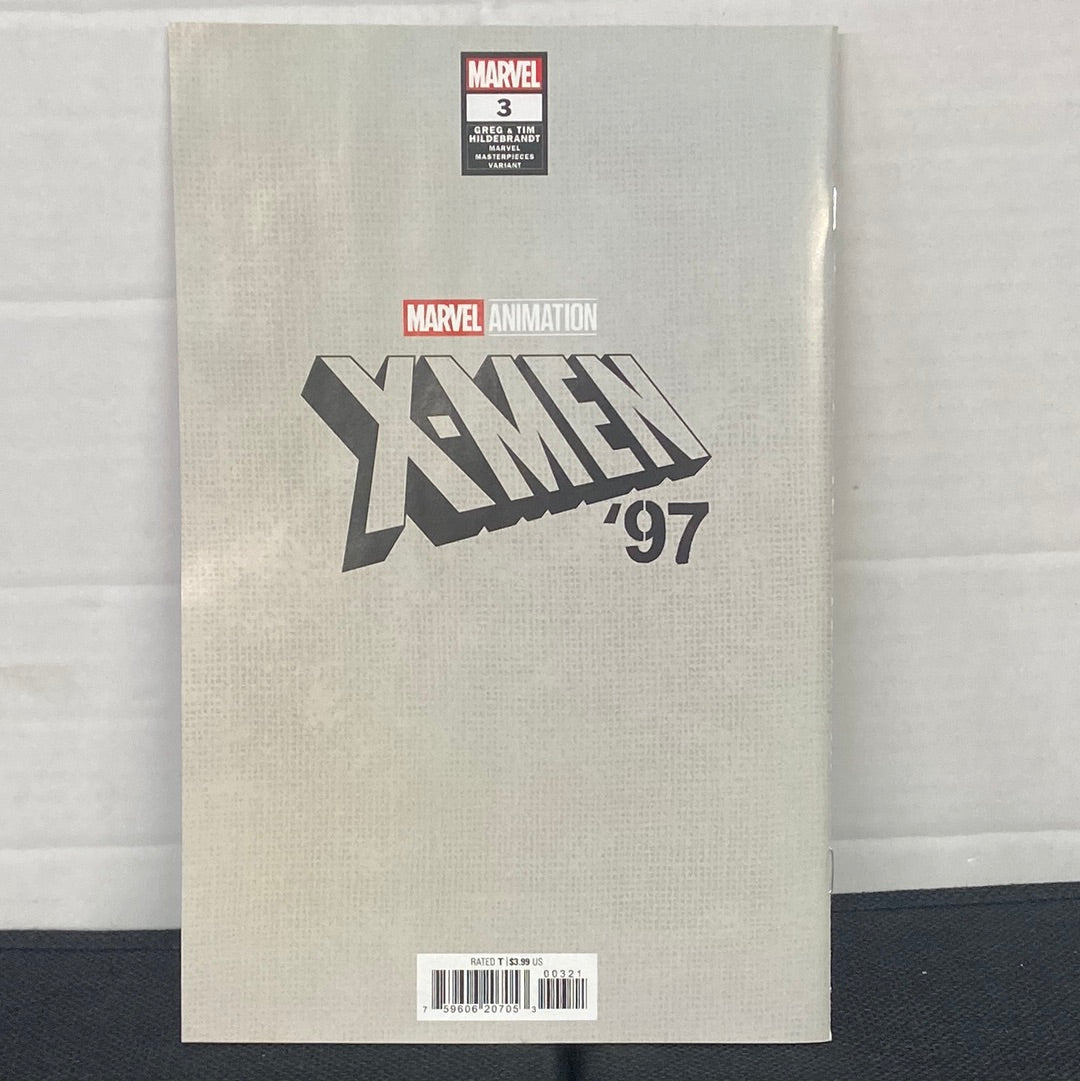 MARVEL
3
GREG & TIM
HILDEBRANDT
MARVEL
MASTERPIECES
VARIANT
MARVEL ANIMATION
X-MEN
'97
RATED T $3.99 US
00321
7 59606 20705 3